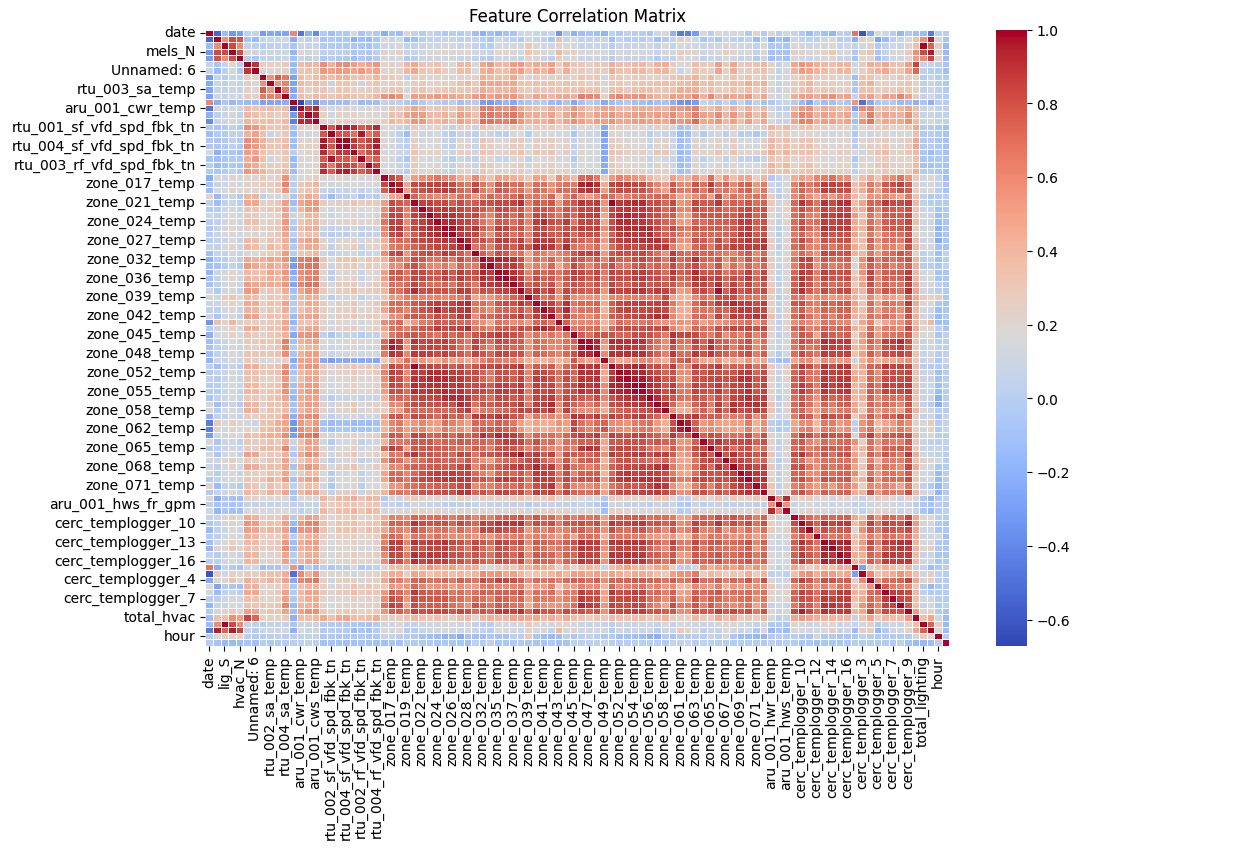 Feature Correlation Matrix
date
mels_N
Unnamed: 6
rtu_003_sa_temp
aru_001_cwr_temp
rtu_001_sf_vfd_spd_fbk_tn
rtu_004_sf_vfd_spd_fbk_tn
rtu_003_rf_vfd_spd_fbk_tn
zone_017_temp
zone_021_temp
zone_024_temp
zone_027_temp
zone_032_temp
zone_036_temp
zone_039_temp
zone_042_temp
zone_045_temp
zone_048_temp
zone_052_temp
zone_055_temp
zone_058_temp
zone_062_temp
zone_065_temp
zone_068_temp
zone_071_temp
aru_001_hws_fr_gpm
cerc_templogger_10
cerc_templogger_13
cerc_templogger_16
cerc_templogger_4
cerc_templogger_7
total_hvac
hour
date
lig_S
hvac_N
Unnamed: 6
rtu_002_sa_temp
rtu_004_sa_temp
aru_001_cwr_temp
aru_001_cws_temp
rtu_002_sf_vfd_spd_fbk_tn
rtu_004_sf_vfd_spd_fbk_tn
rtu_002_rf_vfd_spd_fbk_tn
rtu_004_rf_vfd_spd_fbk_tn
zone_017_temp
zone_019_temp
zone_022_temp
zone_024_temp
zone_026_temp
zone_028_temp
zone_032_temp
zone_035_temp
zone_037_temp
zone_039_temp
zone_041_temp
zone_043_temp
zone_045_temp
zone_047_temp
zone_049_temp
zone_052_temp
zone_054_temp
zone_056_temp
zone_058_temp
zone_061_temp
zone_063_temp
zone_065_temp
zone_067_temp
zone_069_temp
zone_071_temp
aru_001_hwr_temp
aru_001_hws_temp
cerc_templogger_10
cerc_templogger_12
cerc_templogger_14
cerc_templogger_16
cerc_templogger_3
cerc_templogger_5
cerc_templogger_7
cerc_templogger_9
total_lighting
hour
1.0
0.8
0.6
0.4
0.2
0.0
−0.2
−0.4
−0.6